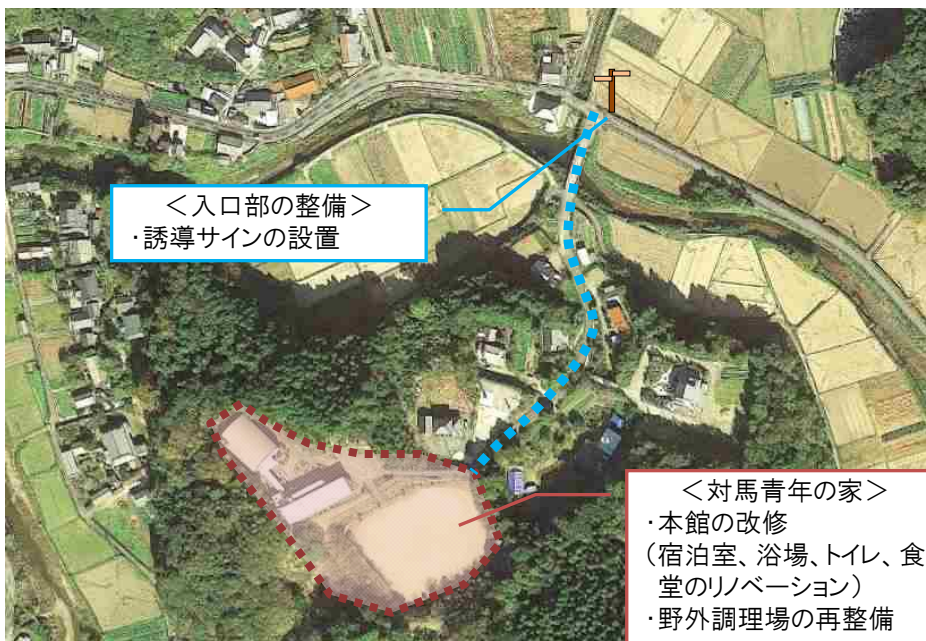 ＜入口部の整備＞
・誘導サインの設置
＜対馬青年の家＞
・本館の改修
（宿泊室、浴場、トイレ、食
堂のリノベーション）
・野外調理場の再整備